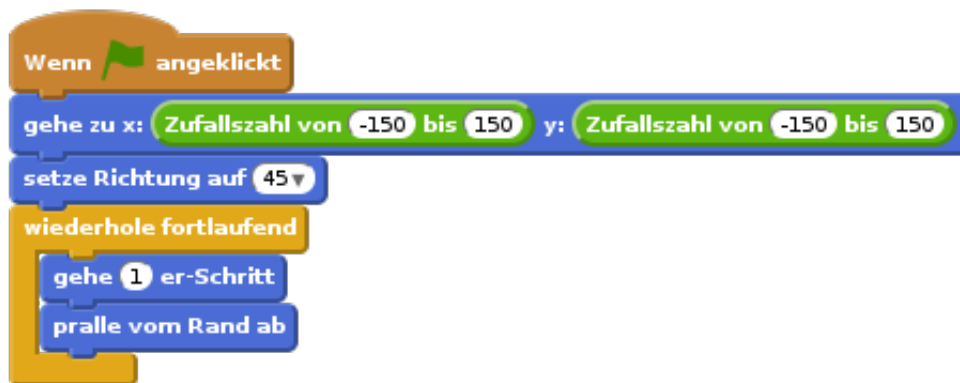 Wenn angeklickt
gehe zu x: Zufallszahl von -150 bis 150 y: Zufallszahl von -150 bis 150
setze Richtung auf 45
wiederhole fortlaufend
gehe 1 er-Schritt
pralle vom Rand ab